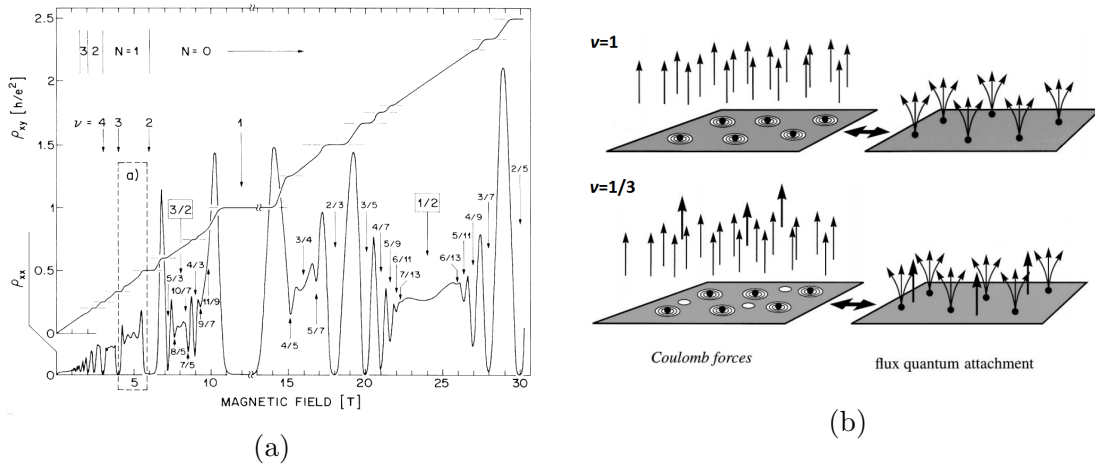 2.5
2
1.5
1
0.5
0
0
ρxy [h/e²]
ρxx
3 2 N=1 N=0
ν = 4 3 2 1
a)
3/2
5/3 4/3
10/7
11/9
9/7
8/5
7/5
3/4
4/5
5/7
2/3
3/5
4/7
5/9
6/11
7/13
1/2
6/13
5/11
4/9
3/7
2/5
5 10 15 20 25 30
MAGNETIC FIELD [T]
(a)
ν=1
ν=1/3
Coulomb forces
flux quantum attachment
(b)